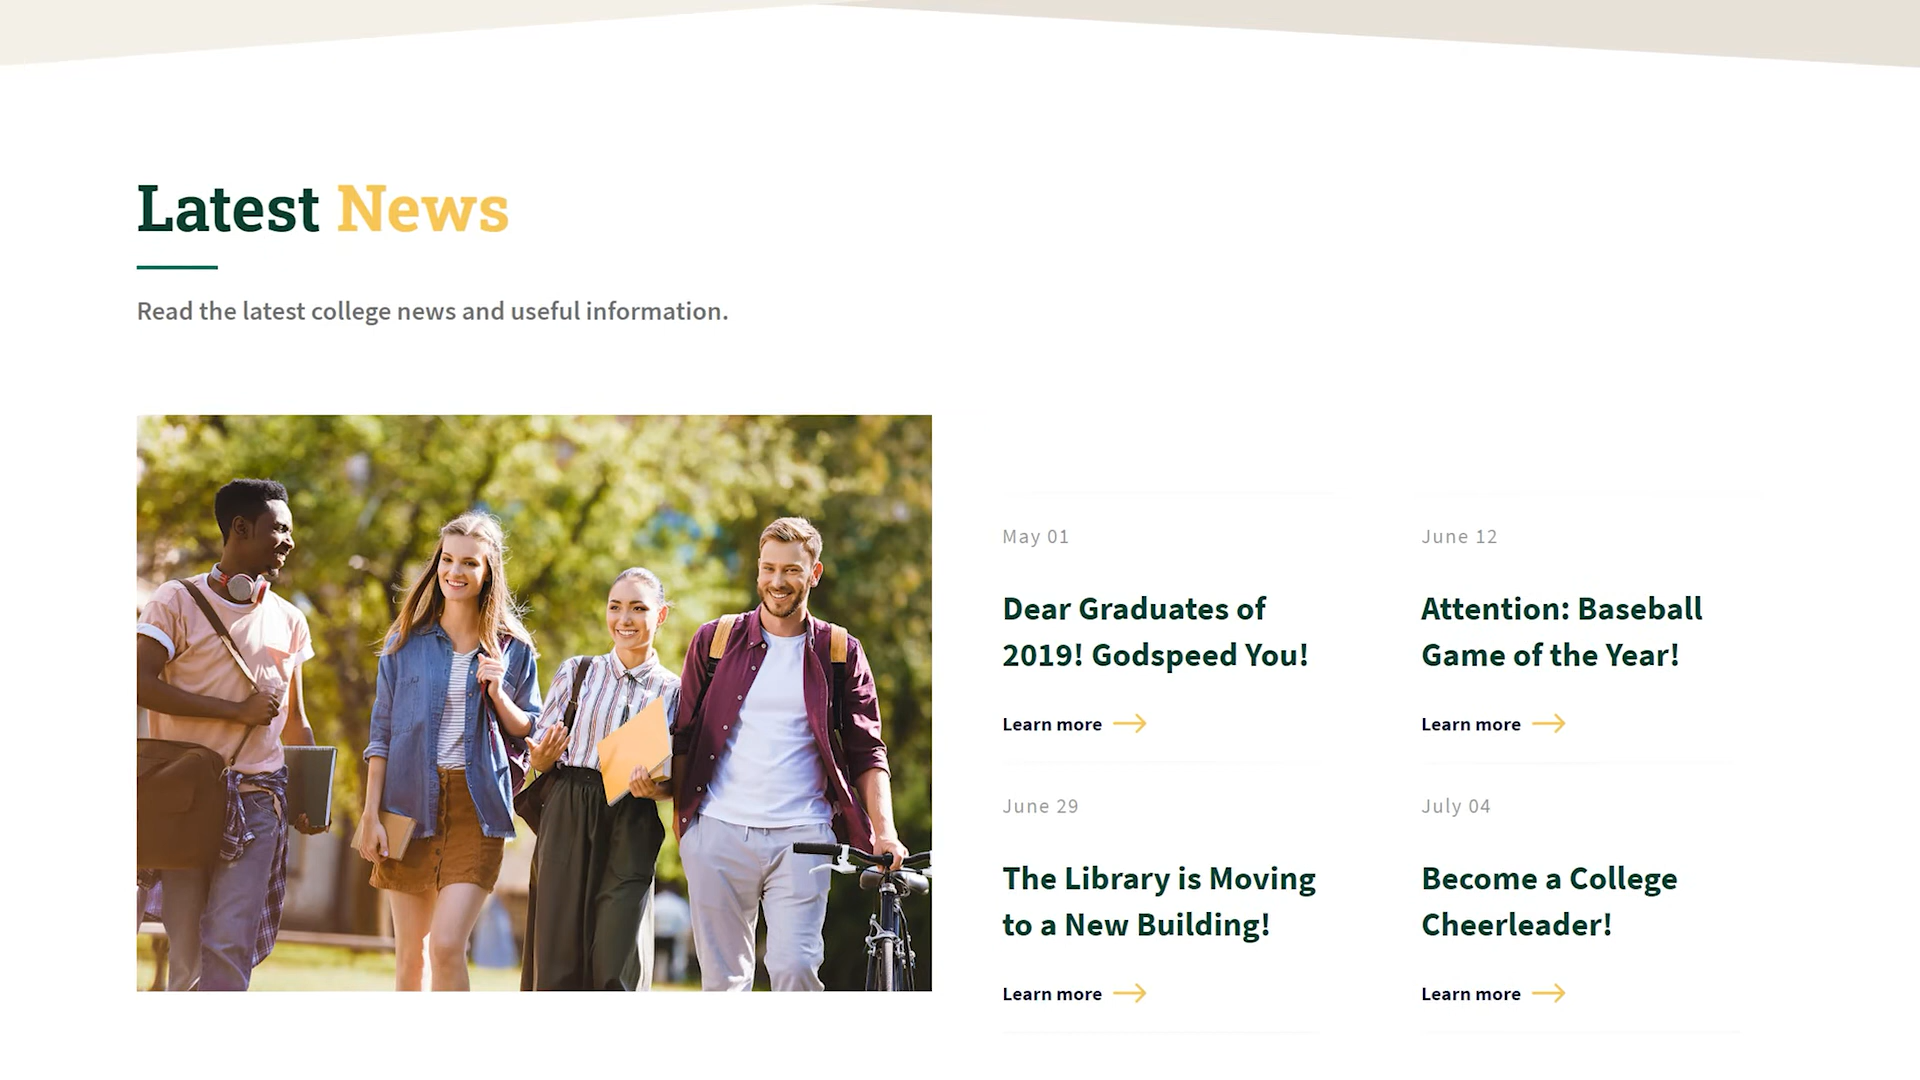 Latest News
Read the latest college news and useful information.
May 01
Dear Graduates of
2019! Godspeed You!
Learn more
June 12
Attention: Baseball
Game of the Year!
Learn more
June 29
The Library is Moving
to a New Building!
Learn more
July 04
Become a College
Cheerleader!
Learn more